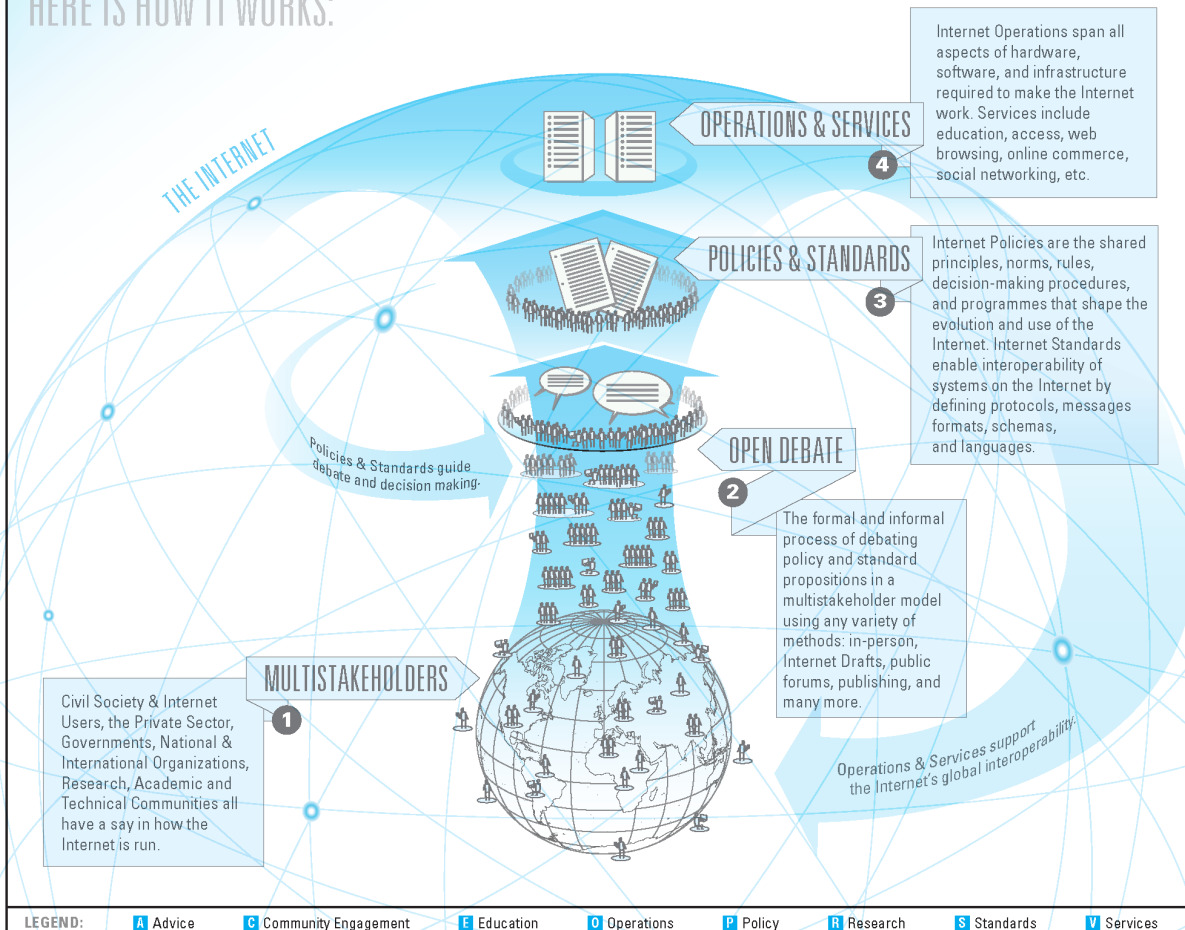 HERE IS HOW IT WORKS:
THE INTERNET
OPERATIONS & SERVICES
4
Internet Operations span all
aspects of hardware,
software, and infrastructure
required to make the Internet
work. Services include
education, access, web
browsing, online commerce,
social networking, etc.
POLICIES & STANDARDS
3
Internet Policies are the shared
principles, norms, rules,
decision-making procedures,
and programmes that shape the
evolution and use of the
Internet. Internet Standards
enable interoperability of
systems on the Internet by
defining protocols, messages
formats, schemas,
and languages.
Policies & Standards guide
debate and decision making.
OPEN DEBATE
2
The formal and informal
process of debating
policy and standard
propositions in a
multistakeholder model
using any variety of
methods: in-person,
Internet Drafts, public
forums, publishing, and
many more.
MULTISTAKEHOLDERS
1
Civil Society & Internet
Users, the Private Sector,
Governments, National &
International Organizations,
Research, Academic and
Technical Communities all
have a say in how the
Internet is run.
Operations & Services support
the Internet's global interoperability.
LEGEND: A Advice C Community Engagement E Education O Operations P Policy R Research S Standards V Services